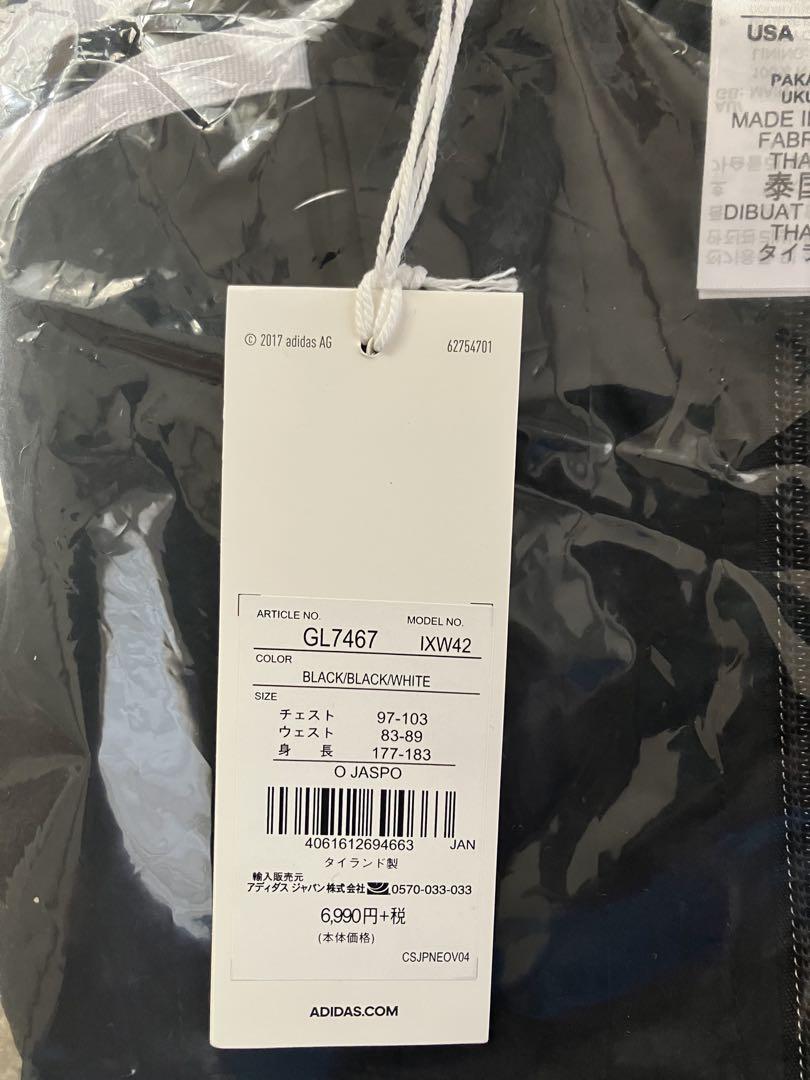 USA
PAKA
UKU
MADE I
FABR
THA
泰国
DIBUAT
THA
タイラ
© 2017 adidas AG
62754701
ARTICLE NO.
MODEL NO.
GL7467
IXW42
COLOR
BLACK/BLACK/WHITE
SIZE
チェスト 97-103
ウェスト 83-89
身 長 177-183
O JASPO
4061612694663 JAN
タイランド製
輸入販売元
アディダス ジャパン株式会社 0570-033-033
6,990円+税
(本体価格)
CSJPNEOV04
ADIDAS.COM